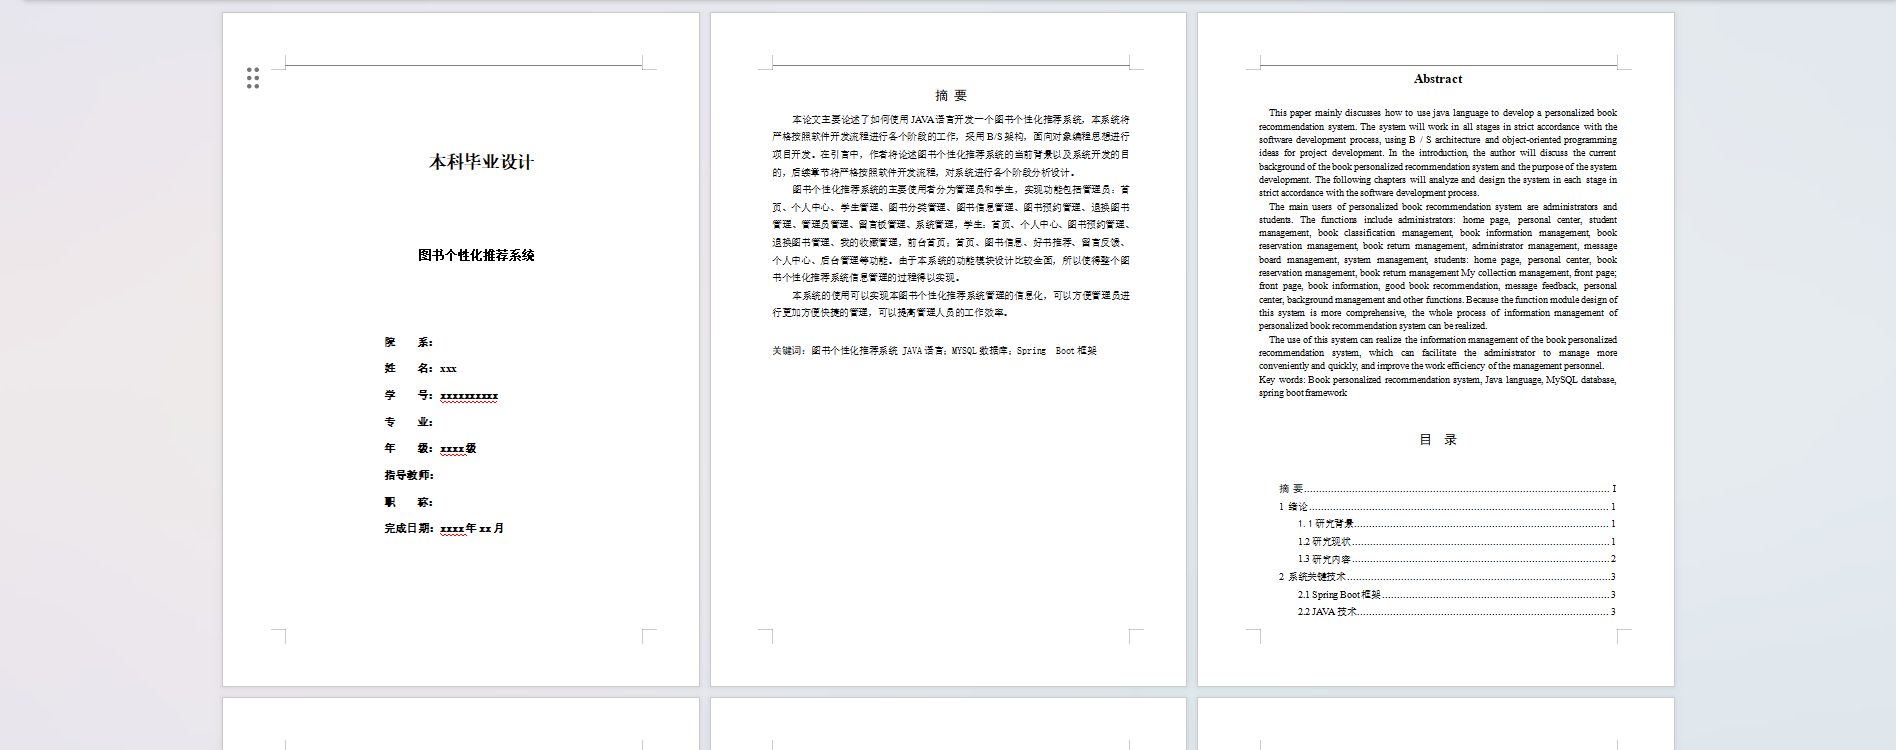 本科毕业设计
图书个性化推荐系统
院 系：
姓 名：xxx
学 号：xxxxxxxxxx
专 业：
年 级：xxxx级
指导教师：
职 称：
完成日期：xxxx年 xx 月
摘 要
本论文主要论述了如何使用 JAVA 语言开发一个图书个性化推荐系统，本系统将
严格按照软件开发流程进行各个阶段的工作，采用 B/S 架构，面向对象编程思想进行
项目开发。在引言中，作者将论述图书个性化推荐系统的当前背景以及系统开发的目
的，后续章节将严格按照软件开发流程，对系统进行各个阶段分析设计。
图书个性化推荐系统的主要使用者分为管理员和学生，实现功能包括管理员：首
页、个人中心、学生管理、图书分类管理、图书信息管理、图书预约管理、退换图书
管理、管理员管理、留言板管理、系统管理，学生：首页、个人中心、图书预约管理、
退换图书管理、我的收藏管理，前台首页；首页、图书信息、好书推荐、留言反馈、
个人中心、后台管理等功能。由于本系统的功能模块设计比较全面，所以使得整个图
书个性化推荐系统信息管理的过程得以实现。
本系统的使用可以实现本图书个性化推荐系统管理的信息化，可以方便管理员进
行更加方便快捷的管理，可以提高管理人员的工作效率。
关键词：图书个性化推荐系统 JAVA 语言；MYSQL 数据库；Spring Boot 框架
Abstract
This paper mainly discusses how to use java language to develop a personalized book
recommendation system. The system will work in all stages in strict accordance with the
software development process, using B / S architecture and object-oriented programming
ideas for project development. In the introduction, the author will discuss the current
background of the book personalized recommendation system and the purpose of the system
development. The following chapters will analyze and design the system in each stage in
strict accordance with the software development process.
The main users of personalized book recommendation system are administrators and
students. The functions include administrators: home page, personal center, student
management, book classification management, book information management, book
reservation management, book return management, administrator management, message
board management, system management, students: home page, personal center, book
reservation management, book return management My collection management, front page;
front page, book information, good book recommendation, message feedback, personal
center, background management and other functions. Because the function module design of
this system is more comprehensive, the whole process of information management of
personalized book recommendation system can be realized.
The use of this system can realize the information management of the book personalized
recommendation system, which can facilitate the administrator to manage more
conveniently and quickly, and improve the work efficiency of the management personnel.
Key words: Book personalized recommendation system, Java language, MySQL database,
spring boot framework
目 录
摘 要 I
1 绪论 1
1.1 研究背景 1
1.2 研究现状 1
1.3 研究内容 2
2 系统关键技术 3
2.1 Spring Boot 框架 3
2.2 JAVA 技术 3